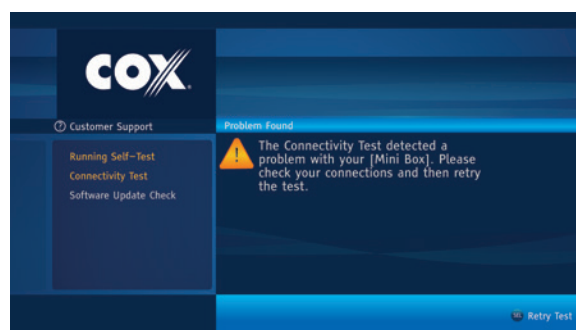 COX
? Customer Support
Running Self-Test
Connectivity Test
Software Update Check
Problem Found
!
The Connectivity Test detected a
problem with your [Mini Box]. Please
check your connections and then retry
the test.
Retry Test